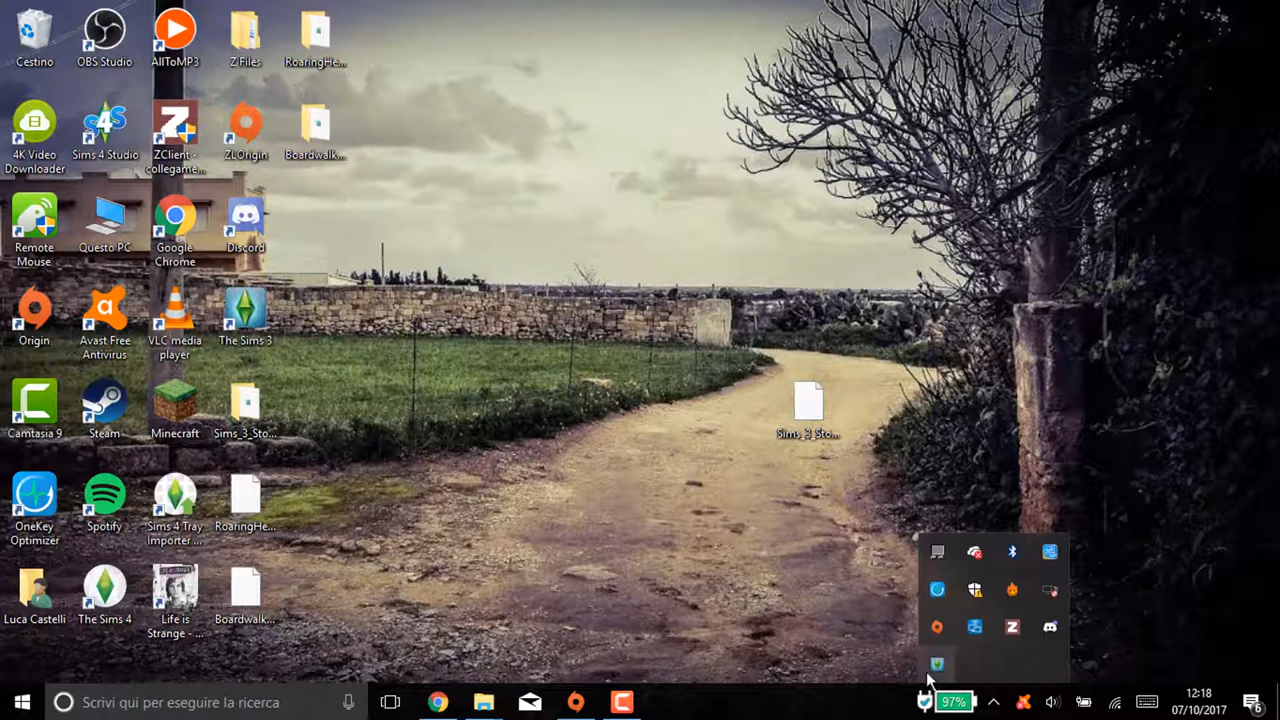 Cestino
OBS Studio
AllToMP3
Z Files
RoaringHe...
4K Video
Downloader
Sims 4 Studio
ZClient -
collegame...
ZLOrigin
Boardwalk...
Remote
Mouse
Questo PC
Google
Chrome
Discord
Origin
Avast Free
Antivirus
VLC media
player
The Sims 3
Camtasia 9
Steam
Minecraft
Sims_3_Sto...
Sims_3_Sto...
OneKey
Optimizer
Spotify
Sims 4 Tray
Importer ...
RoaringHe...
Luca Castelli
The Sims 4
Life is
Strange - ...
Boardwalk...
Scrivi qui per eseguire la ricerca
97%
12:18
07/10/2017
6